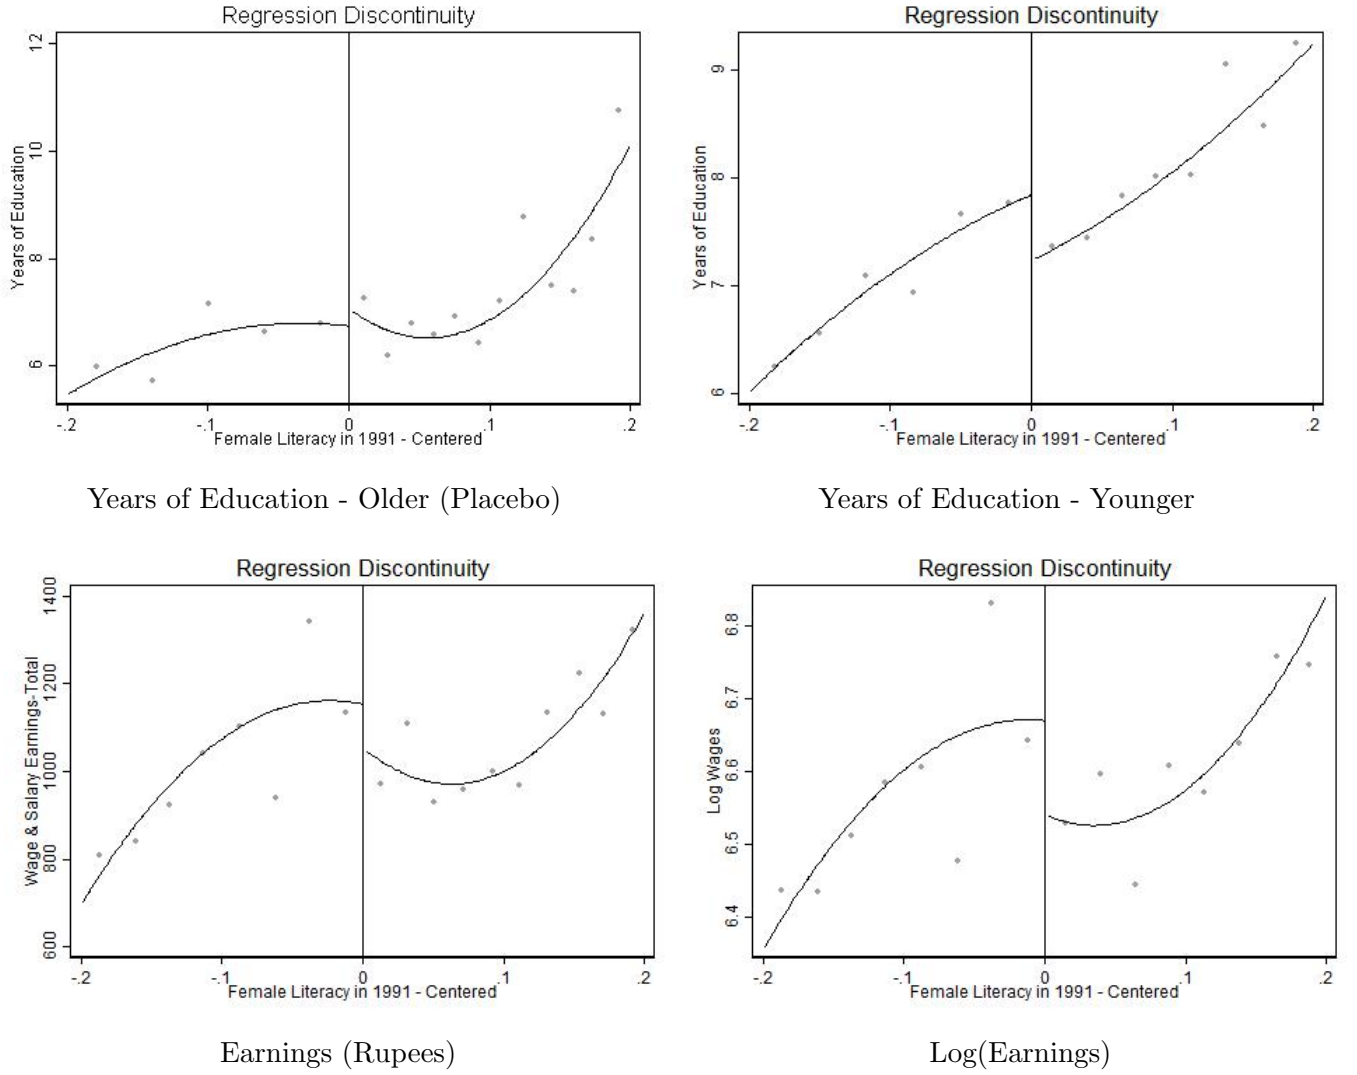 Regression Discontinuity
Years of Education
12
10
8
6
-.2 -.1 0 .1 .2
Female Literacy in 1991 - Centered
Years of Education - Older (Placebo)
Regression Discontinuity
Years of Education
9
8
7
6
-.2 -.1 0 .1 .2
Female Literacy in 1991 - Centered
Years of Education - Younger
Regression Discontinuity
Wage & Salary Earnings-Total
1400
1200
1000
800
600
-.2 -.1 0 .1 .2
Female Literacy in 1991 - Centered
Earnings (Rupees)
Regression Discontinuity
Log Wages
6.8
6.7
6.6
6.5
6.4
-.2 -.1 0 .1 .2
Female Literacy in 1991 - Centered
Log(Earnings)